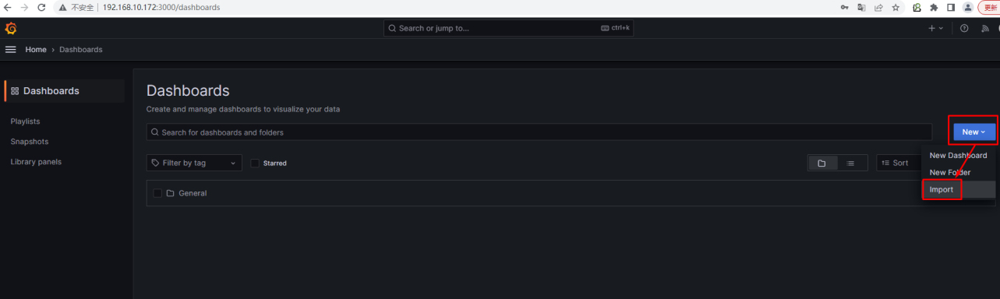 不安全 192.168.10.172:3000/dashboards 更新
Search or jump to... ctrl+k
Home › Dashboards
Dashboards
Playlists
Snapshots
Library panels
Dashboards
Create and manage dashboards to visualize your data
Search for dashboards and folders
New
Filter by tag Starred Sort
General
New Dashboard
New Folder
Import